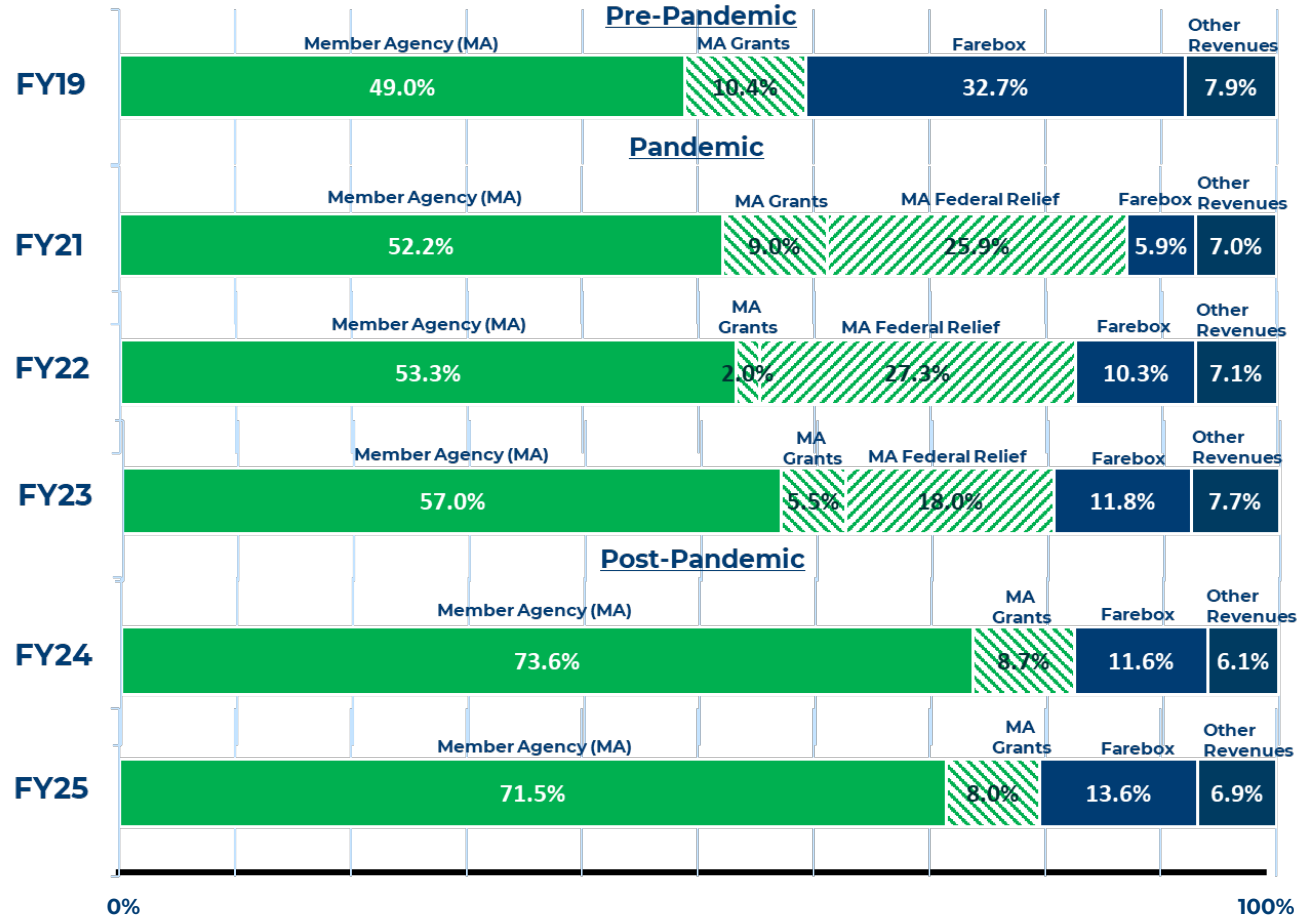 Pre-Pandemic
Member Agency (MA) MA Grants Farebox Other
Revenues
FY19 49.0% 10.4% 32.7% 7.9%
Pandemic
Member Agency (MA) MA Grants MA Federal Relief Farebox Other
Revenues
FY21 52.2% 9.0% 25.9% 5.9% 7.0%
Member Agency (MA) MA
Grants MA Federal Relief Farebox Other
Revenues
FY22 53.3% 2.0% 27.3% 10.3% 7.1%
Member Agency (MA) MA
Grants MA Federal Relief Farebox Other
Revenues
FY23 57.0% 5.5% 18.0% 11.8% 7.7%
Post-Pandemic
Member Agency (MA) MA
Grants Farebox Other
Revenues
FY24 73.6% 8.7% 11.6% 6.1%
Member Agency (MA) MA
Grants Farebox Other
Revenues
FY25 71.5% 8.0% 13.6% 6.9%
0% 100%